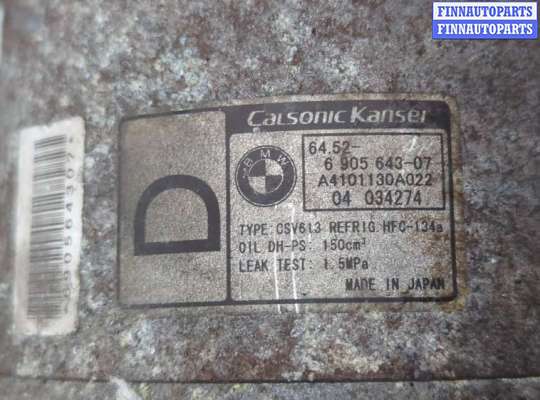 FINNAUTOPARTS
FINNAUTOPARTS
Calsonic Kansei
D
BMW
64.52-
6 905 643-07
A4101130A022
04 034274
TYPE: CSV613 REFRIG HFC-134a
OIL DH-PS: 150cm³
LEAK TEST: 1.5MPa
MADE IN JAPAN